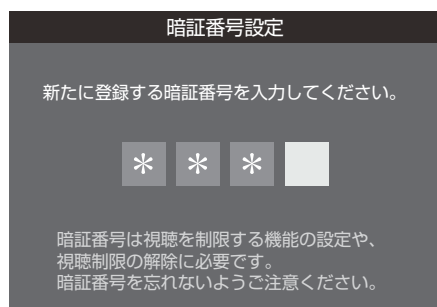 暗証番号設定
新たに登録する暗証番号を入力してください。
* * *
暗証番号は視聴を制限する機能の設定や、
視聴制限の解除に必要です。
暗証番号を忘れないようご注意ください。